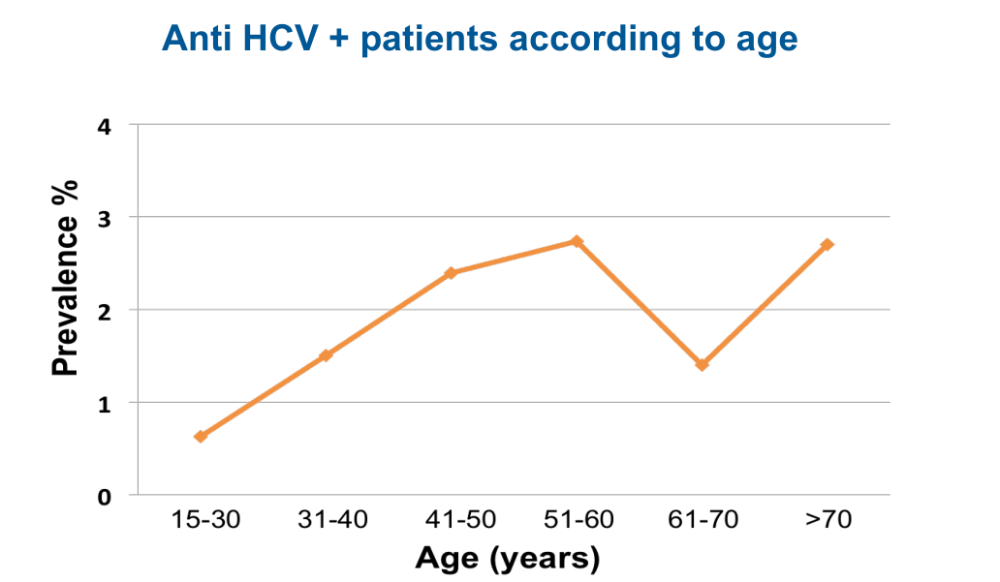 Anti HCV + patients according to age
Prevalence %
4
3
2
1
0
15-30 31-40 41-50 51-60 61-70 >70
Age (years)